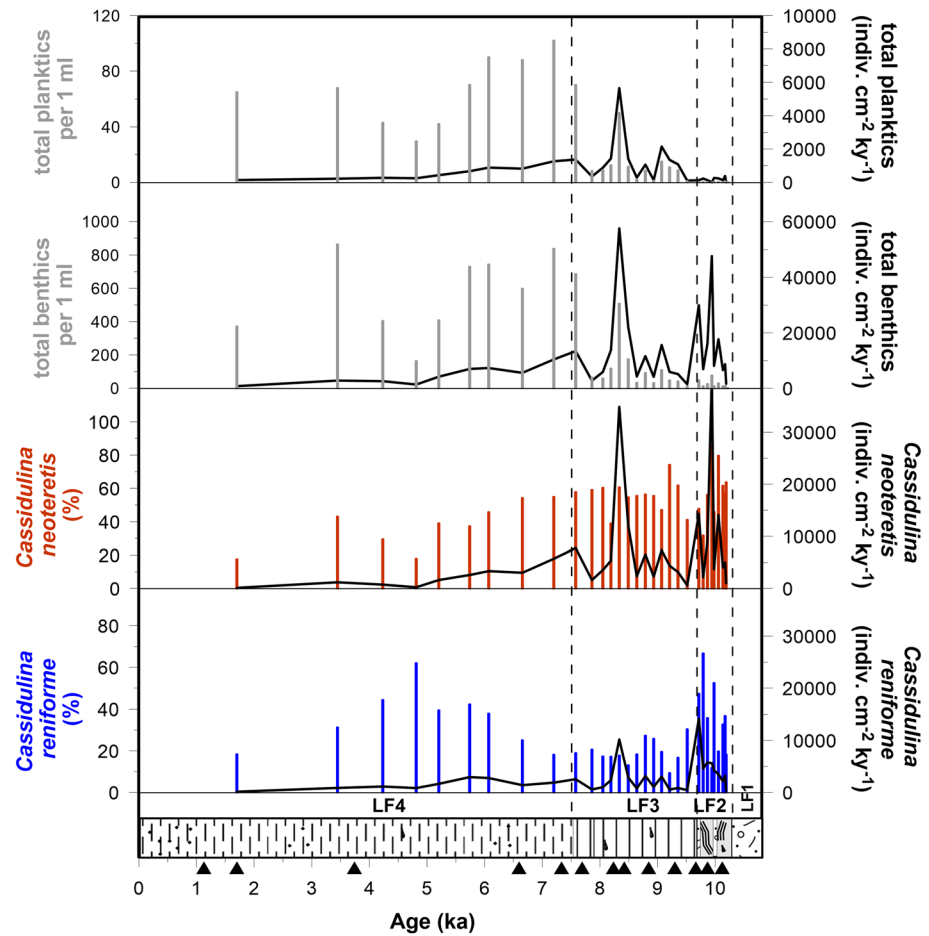 120
80
40
0
total planktics
per 1 ml
10000
8000
6000
4000
2000
0
total planktics
(indiv. cm-2 ky-1)
1000
800
600
400
200
0
total benthics
per 1 ml
60000
40000
20000
0
total benthics
(indiv. cm-2 ky-1)
100
80
60
40
20
0
Cassidulina
neoteretis
(%)
30000
20000
10000
0
Cassidulina
neoteretis
(indiv. cm-2 ky-1)
80
60
40
20
0
Cassidulina
reniforme
(%)
30000
20000
10000
0
Cassidulina
reniforme
(indiv. cm-2 ky-1)
LF4
LF3
LF2
LF1
0 1 2 3 4 5 6 7 8 9 10
Age (ka)